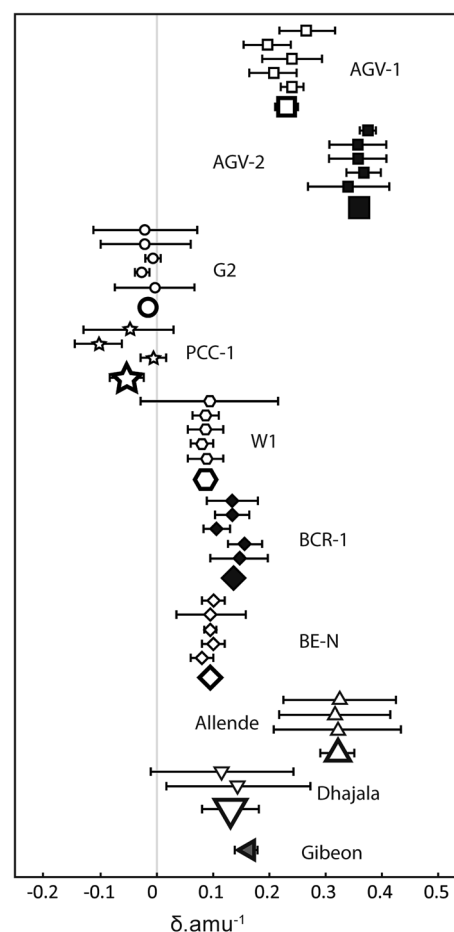 AGV-1
AGV-2
G2
PCC-1
W1
BCR-1
BE-N
Allende
Dhajala
Gibeon
-0.2 -0.1 0 0.1 0.2 0.3 0.4 0.5
δ.amu⁻¹